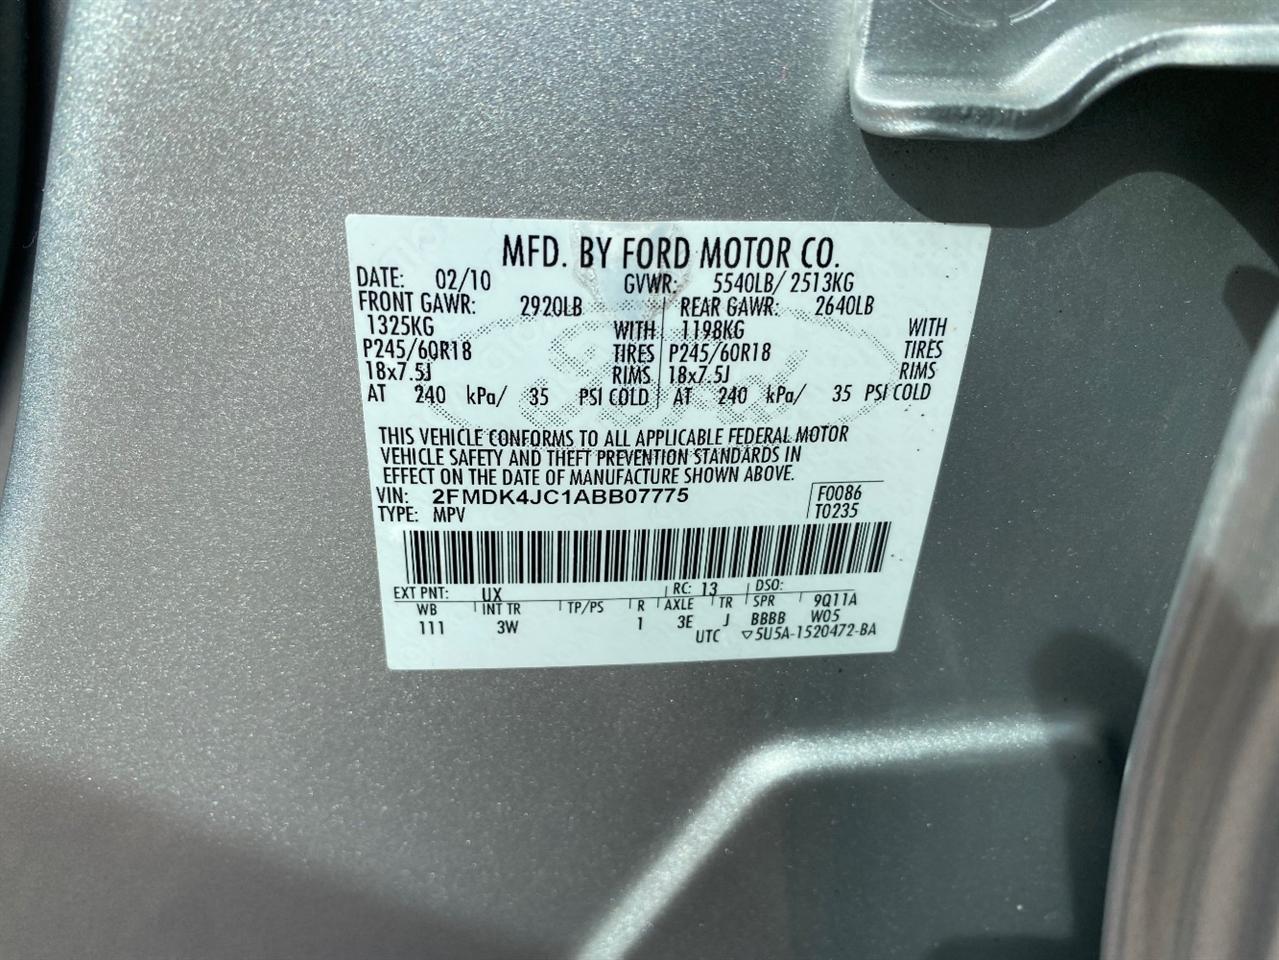 MFD. BY FORD MOTOR CO.
DATE: 02/10 GVWR: 5540LB/ 2513KG
FRONT GAWR: 2920LB REAR GAWR: 2640LB
1325KG WITH 1198KG WITH
P245/60R18 TIRES P245/60R18 TIRES
18x7.5J RIMS 18x7.5J RIMS
AT 240 kPa/ 35 PSI COLD AT 240 kPa/ 35 PSI COLD
THIS VEHICLE CONFORMS TO ALL APPLICABLE FEDERAL MOTOR
VEHICLE SAFETY AND THEFT PREVENTION STANDARDS IN
EFFECT ON THE DATE OF MANUFACTURE SHOWN ABOVE.
VIN: 2FMDK4JC1ABB07775 F0086
TYPE: MPV T0235
EXT PNT: UX RC: 13 DSO:
WB INT TR TP/PS R AXLE TR SPR 9Q11A
111 3W 1 3E J BBBB W05
UTC ▽5U5A-1520472-BA